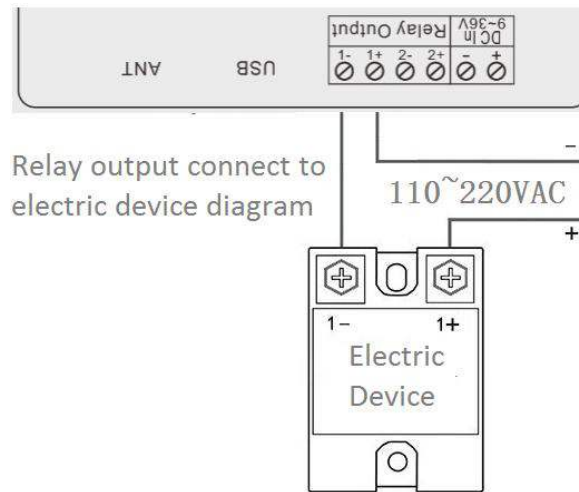 DC In
9~36V
Relay Output
1- 1+ 2- 2+ - +
ANT USB
Relay output connect to
electric device diagram
-
110~220VAC
+
1- 1+
Electric
Device